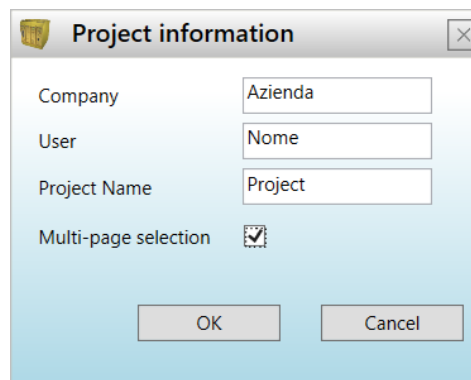 Project information
Company Azienda
User Nome
Project Name Project
Multi-page selection
OK Cancel